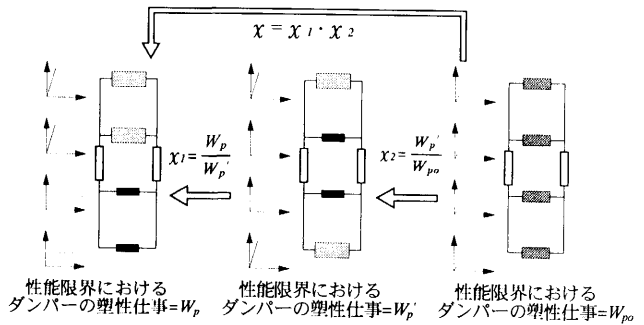 χ = χ1 · χ2
χ1 = Wp / Wp′
χ2 = Wp′ / Wpo
性能限界における
ダンパーの塑性仕事=Wp
性能限界における
ダンパーの塑性仕事=Wp′
性能限界における
ダンパーの塑性仕事=Wpo